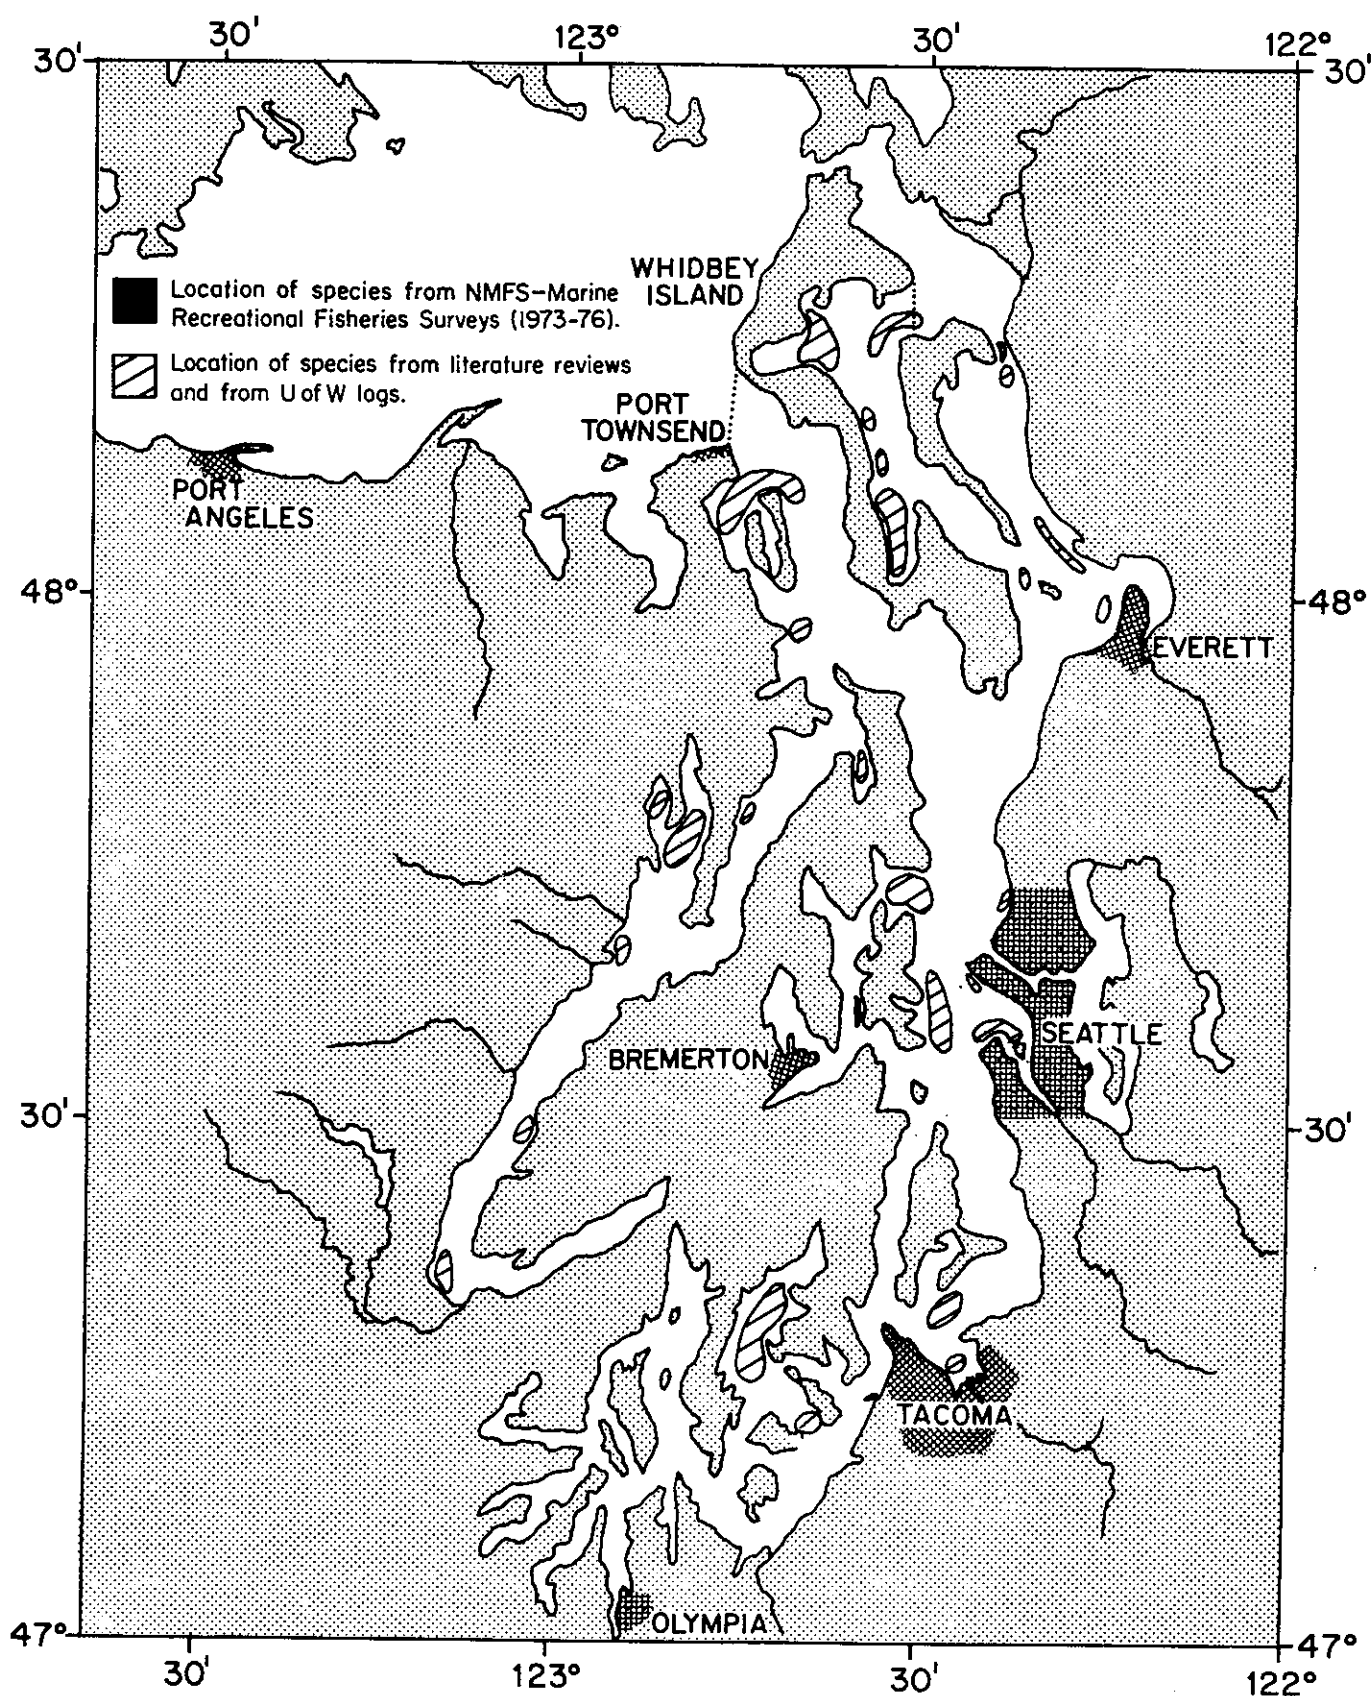 30' 123° 30' 122°
30' 30'
WHIDBEY
ISLAND
Location of species from NMFS-Marine
Recreational Fisheries Surveys (1973-76).
Location of species from literature reviews
and from U of W logs.
PORT
TOWNSEND
PORT
ANGELES
48° 48°
EVERETT
SEATTLE
BREMERTON
30' 30'
TACOMA
OLYMPIA
47° 47°
30' 123° 30' 122°